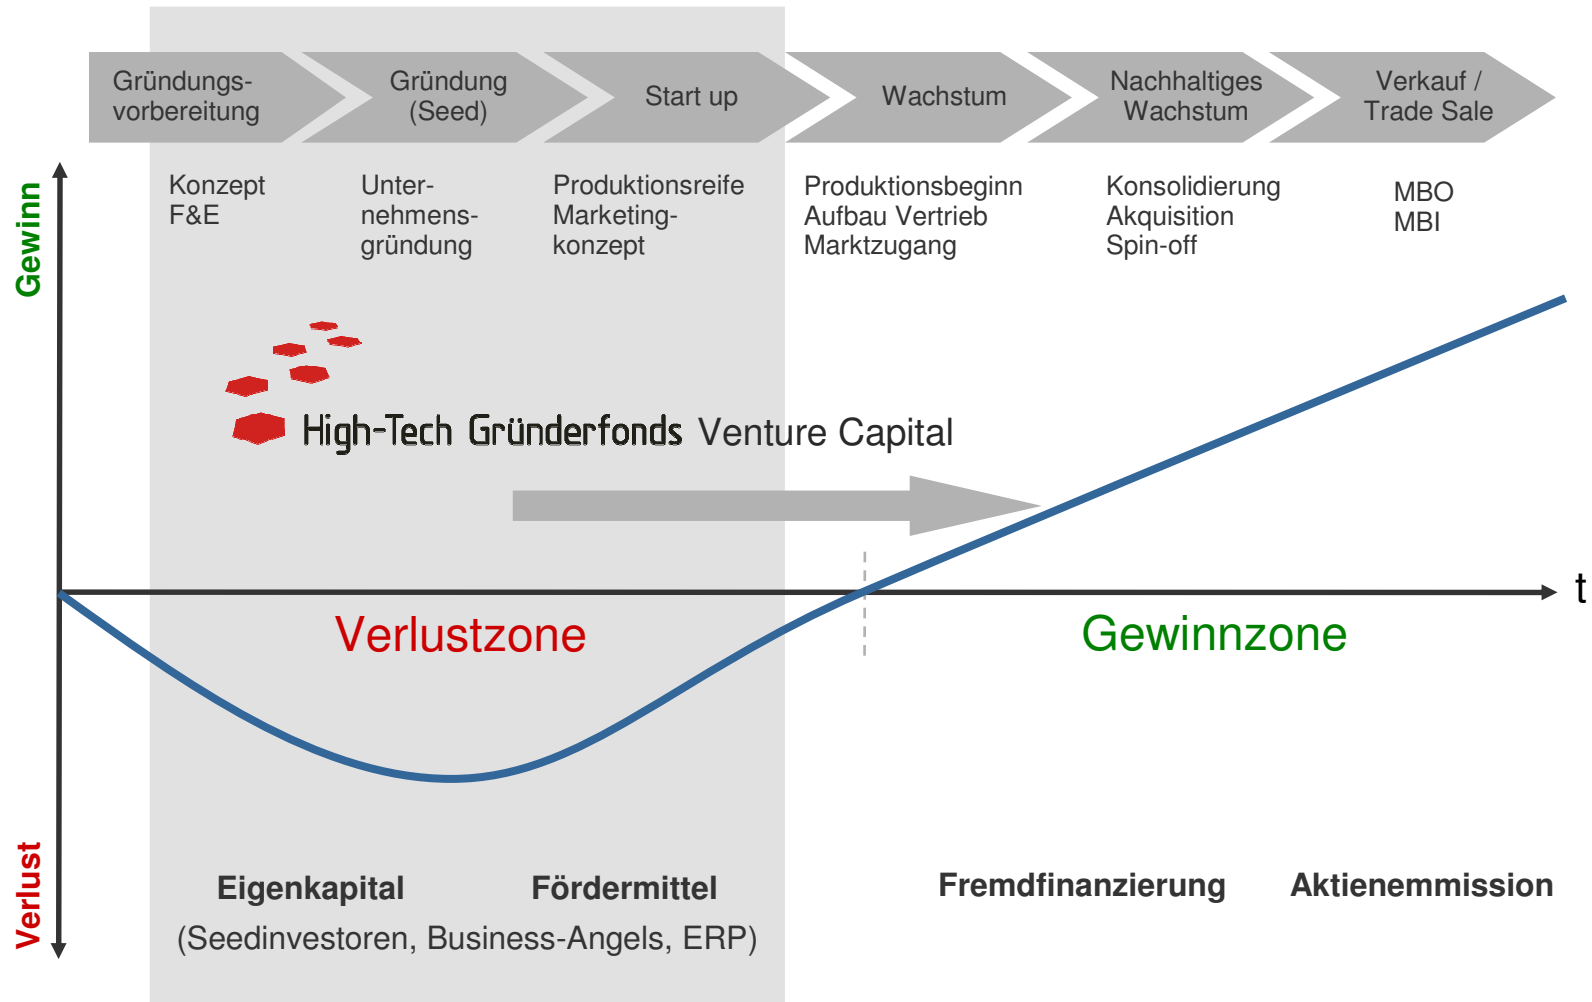 Gründungs-
vorbereitung
Gründung
(Seed)
Start up
Wachstum
Nachhaltiges
Wachstum
Verkauf /
Trade Sale
Gewinn
Konzept
F&E
Unter-
nehmens-
gründung
Produktionsreife
Marketing-
konzept
Produktionsbeginn
Aufbau Vertrieb
Marktzugang
Konsolidierung
Akquisition
Spin-off
MBO
MBI
High-Tech Gründerfonds Venture Capital
t
Verlustzone
Gewinnzone
Verlust
Eigenkapital
Fördermittel
Fremdfinanzierung
Aktienemmission
(Seedinvestoren, Business-Angels, ERP)